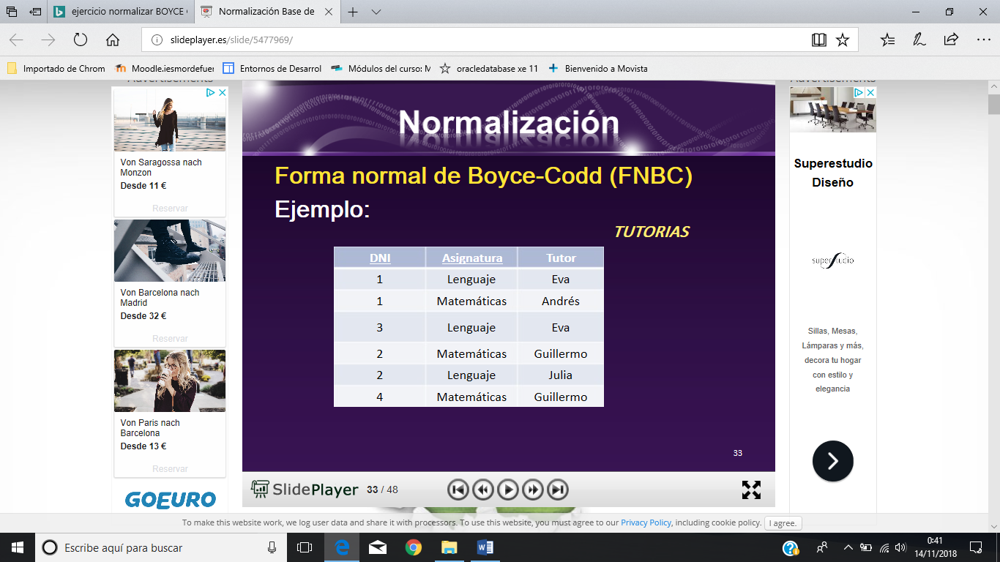 ejercicio normalizar BOYCE
Normalización Base de
slideplayer.es/slide/5477969/
Importado de Chrom
Moodle.iesmordefuer
Entornos de Desarrol
Módulos del curso: M
oracledatabase xe 11
Bienvenido a Movista
Advertisements
Advertisements
Von Saragossa nach
Monzon
Desde 11 €
Reservar
Von Barcelona nach
Madrid
Desde 32 €
Reservar
Von Paris nach
Barcelona
Desde 13 €
Reservar
GOEURO
Normalización
Forma normal de Boyce-Codd (FNBC)
Ejemplo:
TUTORIAS
DNI Asignatura Tutor
1 Lenguaje Eva
1 Matemáticas Andrés
3 Lenguaje Eva
2 Matemáticas Guillermo
2 Lenguaje Julia
4 Matemáticas Guillermo
33
SlidePlayer 33 / 48
Superestudio
Diseño
superstudio
Sillas, Mesas,
Lámparas y más,
decora tu hogar
con estilo y
elegancia
To make this website work, we log user data and share it with processors. To use this website, you must agree to our Privacy Policy, including cookie policy. I agree.
Escribe aquí para buscar
0:41
14/11/2018